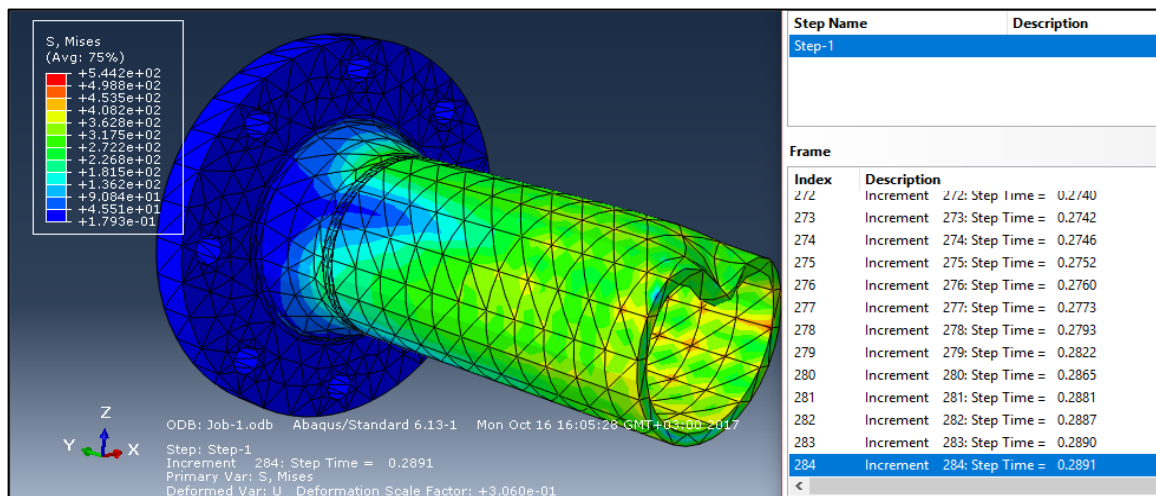 S, Mises
(Avg: 75%)
+5.442e+02
+4.988e+02
+4.535e+02
+4.082e+02
+3.628e+02
+3.175e+02
+2.722e+02
+2.268e+02
+1.815e+02
+1.362e+02
+9.084e+01
+4.551e+01
+1.793e-01
Z
Y X
ODB: Job-1.odb Abaqus/Standard 6.13-1 Mon Oct 16 16:05:28 GMT+03:00 2017
Step: Step-1
Increment 284: Step Time = 0.2891
Primary Var: S, Mises
Deformed Var: U Deformation Scale Factor: +3.060e-01
Step Name Description
Step-1
Frame
Index Description
272 Increment 272: Step Time = 0.2740
273 Increment 273: Step Time = 0.2742
274 Increment 274: Step Time = 0.2746
275 Increment 275: Step Time = 0.2752
276 Increment 276: Step Time = 0.2760
277 Increment 277: Step Time = 0.2773
278 Increment 278: Step Time = 0.2793
279 Increment 279: Step Time = 0.2822
280 Increment 280: Step Time = 0.2865
281 Increment 281: Step Time = 0.2881
282 Increment 282: Step Time = 0.2887
283 Increment 283: Step Time = 0.2890
284 Increment 284: Step Time = 0.2891